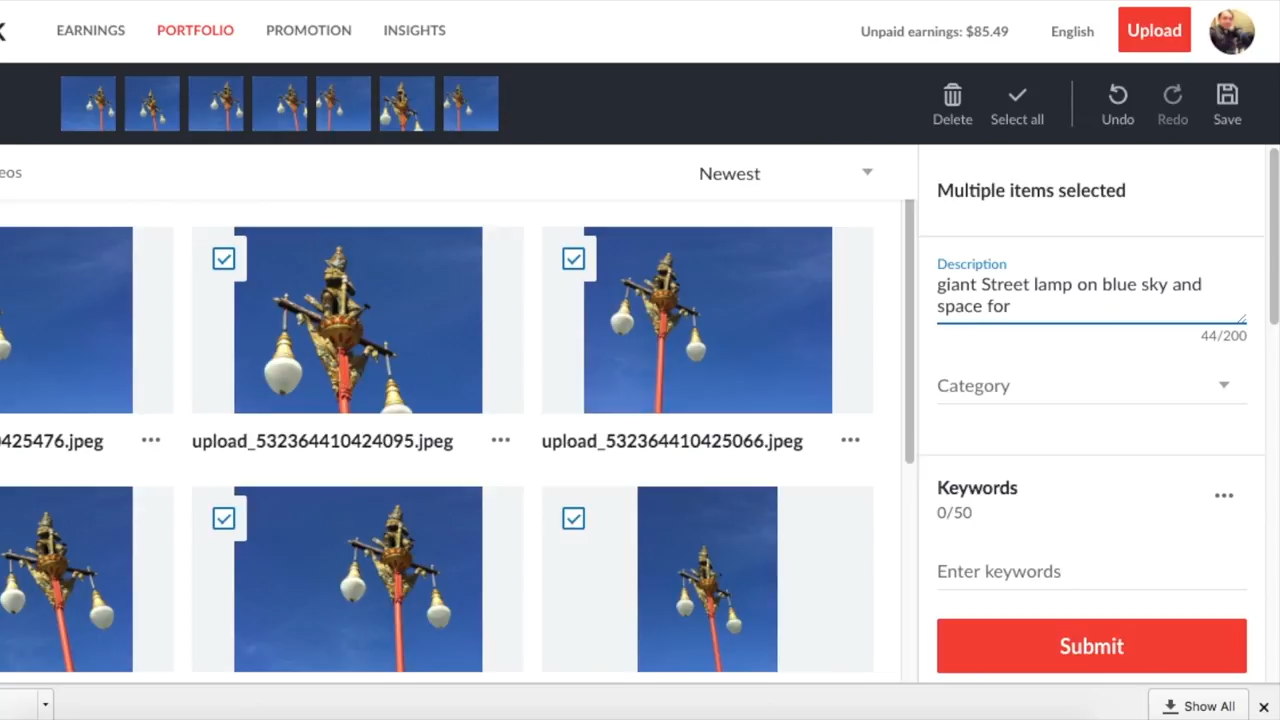 EARNINGS PORTFOLIO PROMOTION INSIGHTS Unpaid earnings: $85.49 English Upload
Delete Select all Undo Redo Save
eos
Newest
Multiple items selected
Description
giant Street lamp on blue sky and
space for
44/200
Category
425476.jpeg upload_532364410424095.jpeg upload_532364410425066.jpeg
Keywords
0/50
Enter keywords
Submit
Show All